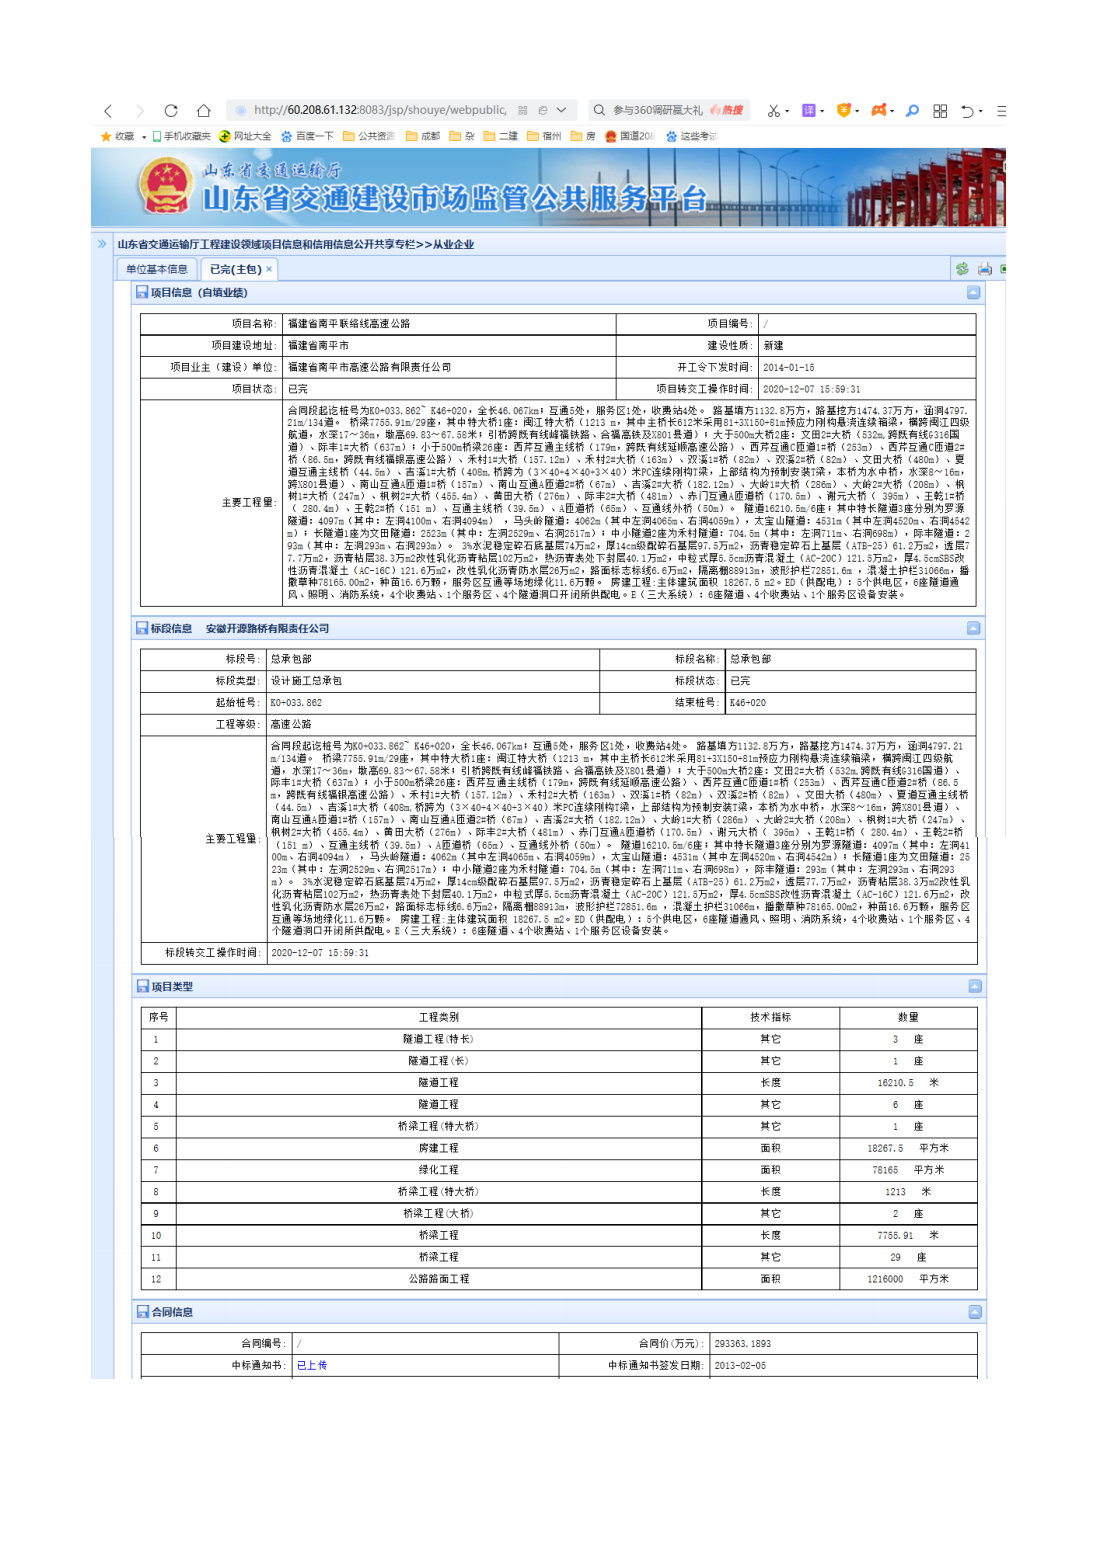 http://60.208.61.132:8083/jsp/shouye/webpublic,
参与360调研赢大礼 热搜
收藏 手机收藏夹 网址大全 百度一下 公共资源 成都 杂 二建 宿州 房 国道20 这些考试
山东省交通运输厅
山东省交通建设市场监管公共服务平台
山东省交通运输厅工程建设领域项目信息和信用信息公开共享专栏>>从业企业
单位基本信息 已完(主包) ×
项目信息（自填业绩）
项目名称: 福建省南平联络线高速公路 项目编号: /
项目建设地址: 福建省南平市 建设性质: 新建
项目业主（建设）单位: 福建省南平市高速公路有限责任公司 开工令下发时间: 2014-01-15
项目状态: 已完 项目转交工操作时间: 2020-12-07 15:59:31
主要工程量:
合同段起讫桩号为K0+033.862~ K46+020, 全长46.067km；互通5处, 服务区1处, 收费站4处。 路基填方1132.8万方, 路基挖方1474.37万方, 涵洞4797.
21m/134道。 桥梁7755.91m/29座, 其中特大桥1座：闽江特大桥（1213 m, 其中主桥长612米采用81+3X150+81m预应力刚构悬浇连续箱梁, 横跨闽江四级
航道, 水深17～36m, 墩高69.83～67.58米；引桥跨既有线峰福铁路、合福高铁及X801县道）；大于500m大桥2座：文田2#大桥（532m,跨既有线G316国
道）、际丰1#大桥（637m）；小于500m桥梁26座：西芹互通主线桥（179m, 跨既有线延顺高速公路）、西芹互通C匝道1#桥（253m）、西芹互通C匝道2#
桥（86.5m, 跨既有线福银高速公路）、禾村1#大桥（157.12m）、禾村2#大桥（163m）、双溪1#桥（82m）、双溪2#桥（82m）、文田大桥（480m）、夏
道互通主线桥（44.5m）、吉溪1#大桥（408m,桥跨为（3×40+4×40+3×40）米PC连续刚构T梁, 上部结构为预制安装T梁, 本桥为水中桥, 水深8～16m,
跨X801县道）、南山互通A匝道1#桥（157m）、南山互通A匝道2#桥（67m）、吉溪2#大桥（182.12m）、大岭1#大桥（286m）、大岭2#大桥（208m）、枫
树1#大桥（247m）、枫树2#大桥（455.4m）、黄田大桥（276m）、际丰2#大桥（481m）、赤门互通A匝道桥（170.5m）、谢元大桥（ 395m）、王乾1#桥
（ 280.4m）、王乾2#桥（151 m）、互通主线桥（39.5m）、A匝道桥（65m）、互通线外桥（50m）。 隧道16210.5m/6座；其中特长隧道3座分别为罗源
隧道：4097m（其中：左洞4100m、右洞4094m） , 马头岭隧道：4062m（其中左洞4065m、右洞4059m）, 太宝山隧道：4531m（其中左洞4520m、右洞4542
m）；长隧道1座为文田隧道：2523m（其中：左洞2529m、右洞2517m）；中小隧道2座为禾村隧道：704.5m（其中：左洞711m、右洞698m）, 际丰隧道：2
93m（其中：左洞293m、右洞293m）。 3%水泥稳定碎石底基层74万m2, 厚14cm级配碎石基层97.5万m2, 沥青稳定碎石上基层（ATB-25）61.2万m2, 透层7
7.7万m2, 沥青粘层38.3万m2改性乳化沥青粘层102万m2, 热沥青表处下封层40.1万m2, 中粒式厚5.5cm沥青混凝土（AC-20C）121.5万m2, 厚4.5cmSBS改
性沥青混凝土（AC-16C）121.6万m2, 改性乳化沥青防水层26万m2, 路面标志标线6.6万m2, 隔离栅88913m, 波形护栏72851.6m , 混凝土护栏31066m, 播
撒草种78165.00m2, 种苗16.6万颗, 服务区互通等场地绿化11.6万颗。 房建工程:主体建筑面积 18267.5 m2。ED（供配电）：5个供电区, 6座隧道通
风、照明、消防系统, 4个收费站、1个服务区、4个隧道洞口开闭所供配电。E（三大系统）：6座隧道、4个收费站、1个服务区设备安装。
标段信息 安徽开源路桥有限责任公司
标段号: 总承包部 标段名称: 总承包部
标段类型: 设计施工总承包 标段状态: 已完
起始桩号: K0+033.862 结束桩号: K46+020
工程等级: 高速公路
主要工程量:
合同段起讫桩号为K0+033.862~ K46+020, 全长46.067km；互通5处, 服务区1处, 收费站4处。 路基填方1132.8万方, 路基挖方1474.37万方, 涵洞4797.21
m/134道。 桥梁7755.91m/29座, 其中特大桥1座：闽江特大桥（1213 m, 其中主桥长612米采用81+3X150+81m预应力刚构悬浇连续箱梁, 横跨闽江四级航
道, 水深17～36m, 墩高69.83～67.58米；引桥跨既有线峰福铁路、合福高铁及X801县道）；大于500m大桥2座：文田2#大桥（532m,跨既有线G316国道）、
际丰1#大桥（637m）；小于500m桥梁26座：西芹互通主线桥（179m, 跨既有线延顺高速公路）、西芹互通C匝道1#桥（253m）、西芹互通C匝道2#桥（86.5
m, 跨既有线福银高速公路）、禾村1#大桥（157.12m）、禾村2#大桥（163m）、双溪1#桥（82m）、双溪2#桥（82m）、文田大桥（480m）、夏道互通主线桥
（44.5m）、吉溪1#大桥（408m,桥跨为（3×40+4×40+3×40）米PC连续刚构T梁, 上部结构为预制安装T梁, 本桥为水中桥, 水深8～16m, 跨X801县道）、
南山互通A匝道1#桥（157m）、南山互通A匝道2#桥（67m）、吉溪2#大桥（182.12m）、大岭1#大桥（286m）、大岭2#大桥（208m）、枫树1#大桥（247m）、
枫树2#大桥（455.4m）、黄田大桥（276m）、际丰2#大桥（481m）、赤门互通A匝道桥（170.5m）、谢元大桥（ 395m）、王乾1#桥（ 280.4m）、王乾2#桥
（151 m）、互通主线桥（39.5m）、A匝道桥（65m）、互通线外桥（50m）。 隧道16210.5m/6座；其中特长隧道3座分别为罗源隧道：4097m（其中：左洞41
00m、右洞4094m） , 马头岭隧道：4062m（其中左洞4065m、右洞4059m）, 太宝山隧道：4531m（其中左洞4520m、右洞4542m）；长隧道1座为文田隧道：25
23m（其中：左洞2529m、右洞2517m）；中小隧道2座为禾村隧道：704.5m（其中：左洞711m、右洞698m）, 际丰隧道：293m（其中：左洞293m、右洞293
m）。 3%水泥稳定碎石底基层74万m2, 厚14cm级配碎石基层97.5万m2, 沥青稳定碎石上基层（ATB-25）61.2万m2, 透层77.7万m2, 沥青粘层38.3万m2改性乳
化沥青粘层102万m2, 热沥青表处下封层40.1万m2, 中粒式厚5.5cm沥青混凝土（AC-20C）121.5万m2, 厚4.5cmSBS改性沥青混凝土（AC-16C）121.6万m2, 改
性乳化沥青防水层26万m2, 路面标志标线6.6万m2, 隔离栅88913m, 波形护栏72851.6m , 混凝土护栏31066m, 播撒草种78165.00m2, 种苗16.6万颗, 服务区
互通等场地绿化11.6万颗。 房建工程:主体建筑面积 18267.5 m2。ED（供配电）：5个供电区, 6座隧道通风、照明、消防系统, 4个收费站、1个服务区、4
个隧道洞口开闭所供配电。E（三大系统）：6座隧道、4个收费站、1个服务区设备安装。
标段转交工操作时间: 2020-12-07 15:59:31
项目类型
序号 工程类别 技术指标 数量
1 隧道工程(特长) 其它 3 座
2 隧道工程(长) 其它 1 座
3 隧道工程 长度 16210.5 米
4 隧道工程 其它 6 座
5 桥梁工程(特大桥) 其它 1 座
6 房建工程 面积 18267.5 平方米
7 绿化工程 面积 78165 平方米
8 桥梁工程(特大桥) 长度 1213 米
9 桥梁工程(大桥) 其它 2 座
10 桥梁工程 长度 7755.91 米
11 桥梁工程 其它 29 座
12 公路路面工程 面积 1216000 平方米
合同信息
合同编号: / 合同价(万元): 293363.1893
中标通知书: 已上传 中标通知书签发日期: 2013-02-05